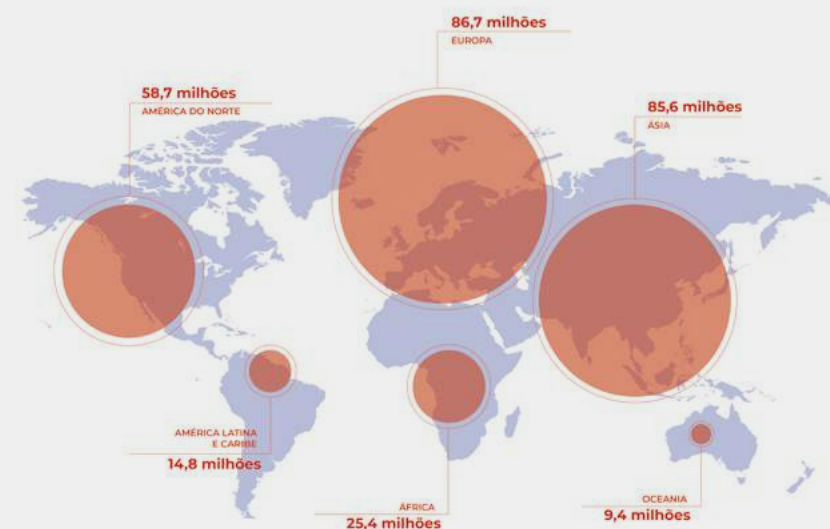 86,7 milhões
EUROPA
58,7 milhões
AMÉRICA DO NORTE
85,6 milhões
ÁSIA
AMÉRICA LATINA
E CARIBE
14,8 milhões
ÁFRICA
25,4 milhões
OCEANIA
9,4 milhões